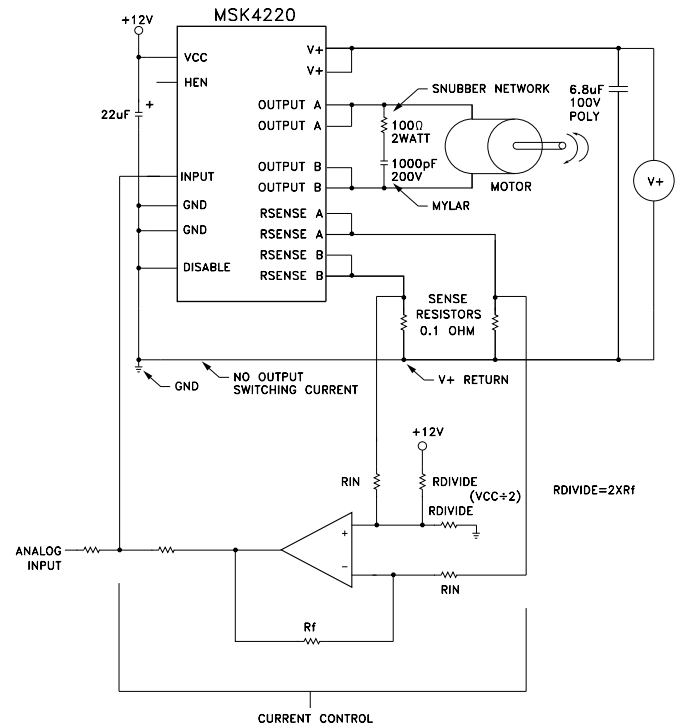 MSK4220
+12V
VCC
HEN
22uF
+
INPUT
GND
GND
DISABLE
V+
V+
OUTPUT A
OUTPUT A
OUTPUT B
OUTPUT B
RSENSE A
RSENSE A
RSENSE B
RSENSE B
SNUBBER NETWORK
100Ω
2WATT
1000pF
200V
MYLAR
MOTOR
6.8uF
100V
POLY
V+
SENSE
RESISTORS
0.1 OHM
GND
NO OUTPUT
SWITCHING CURRENT
V+ RETURN
+12V
RIN
RDIVIDE
(VCC÷2)
RDIVIDE
RDIVIDE=2XRf
+
−
RIN
ANALOG
INPUT
Rf
CURRENT CONTROL